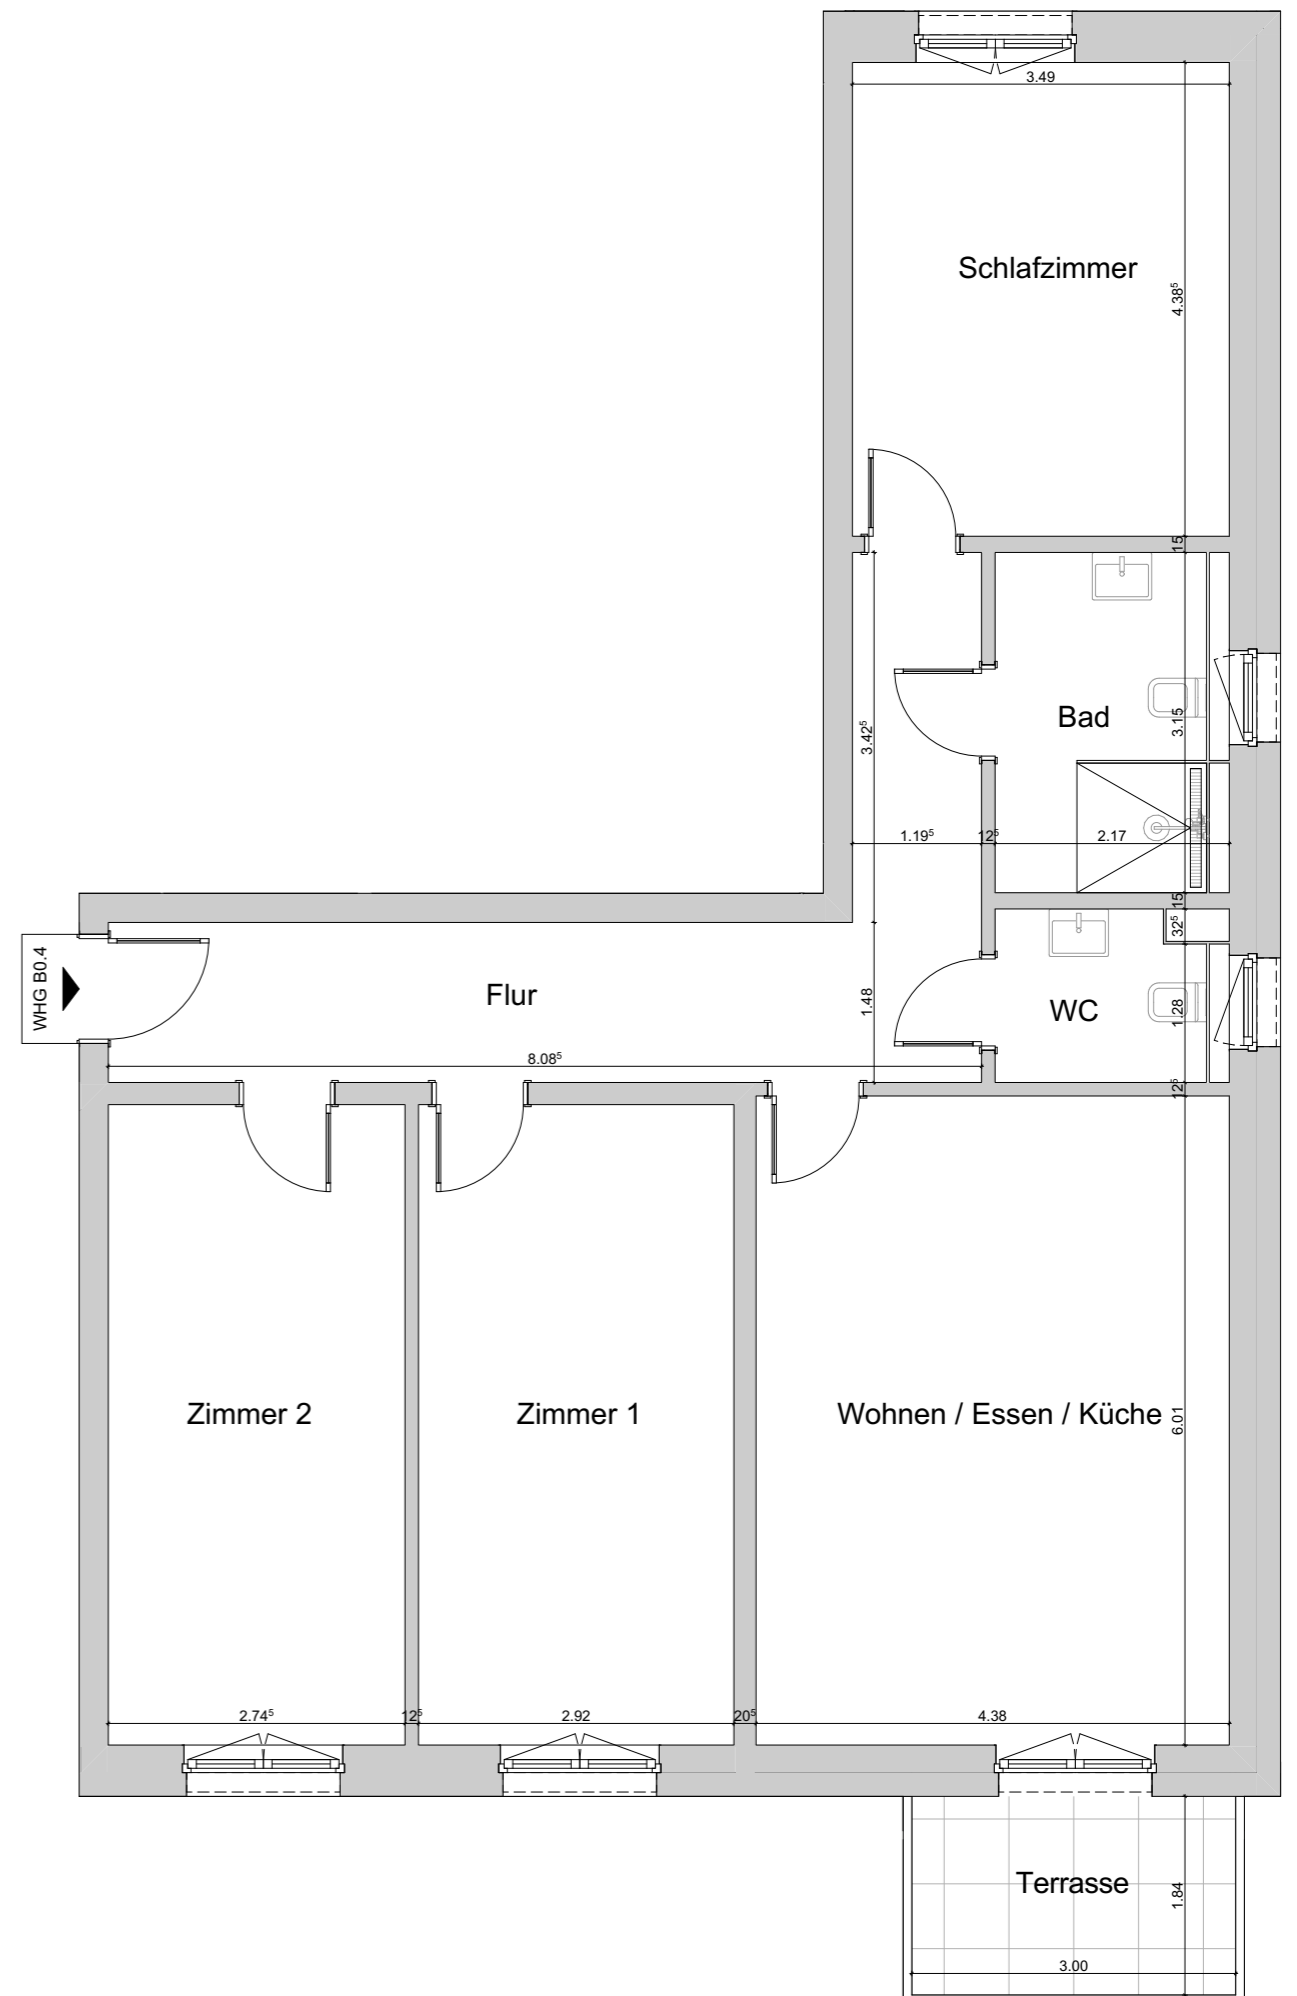 3.49
Schlafzimmer
4.38⁵
15
3.15
Bad
3.42⁵
1.19⁵
12⁵
2.17
15
32⁵
WHG B0.4
Flur
1.48
WC
1.28
8.08⁵
12⁵
Zimmer 2
Zimmer 1
Wohnen / Essen / Küche
6.01
2.74⁵
12⁵
2.92
20⁵
4.38
Terrasse
1.84
3.00